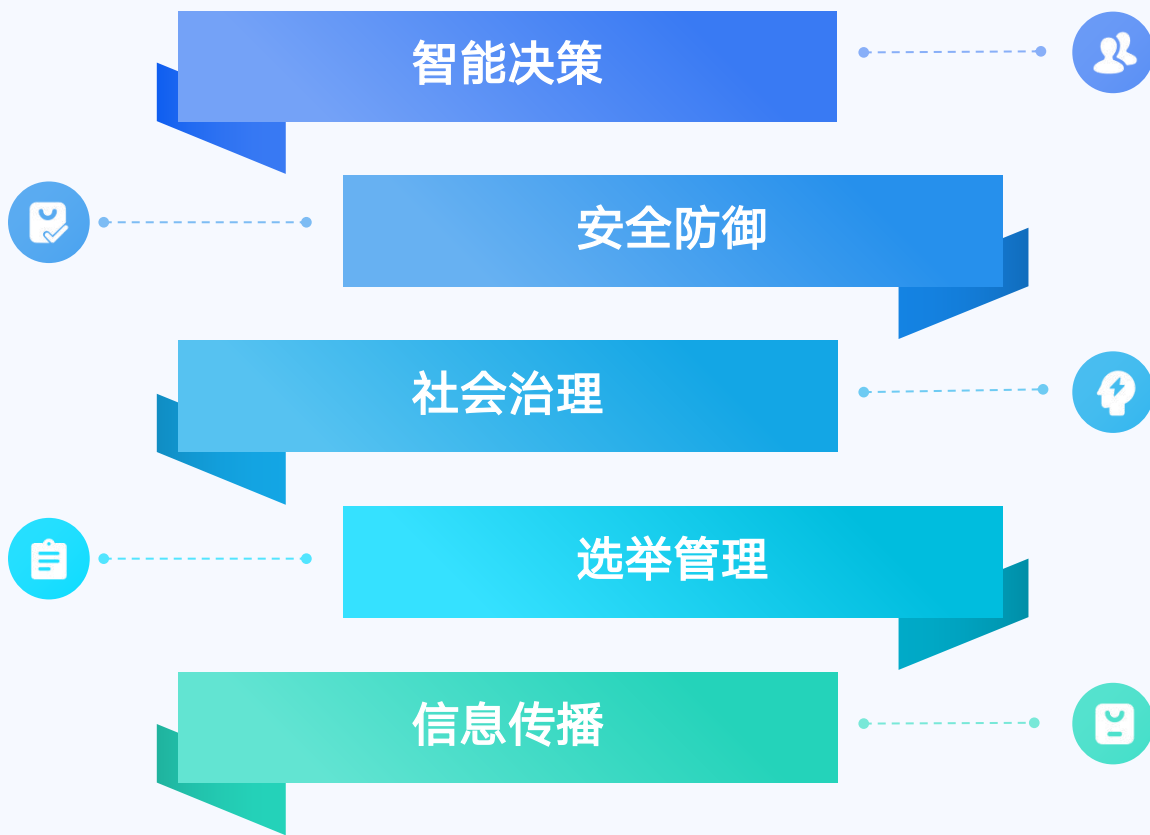 智能决策
安全防御
社会治理
选举管理
信息传播